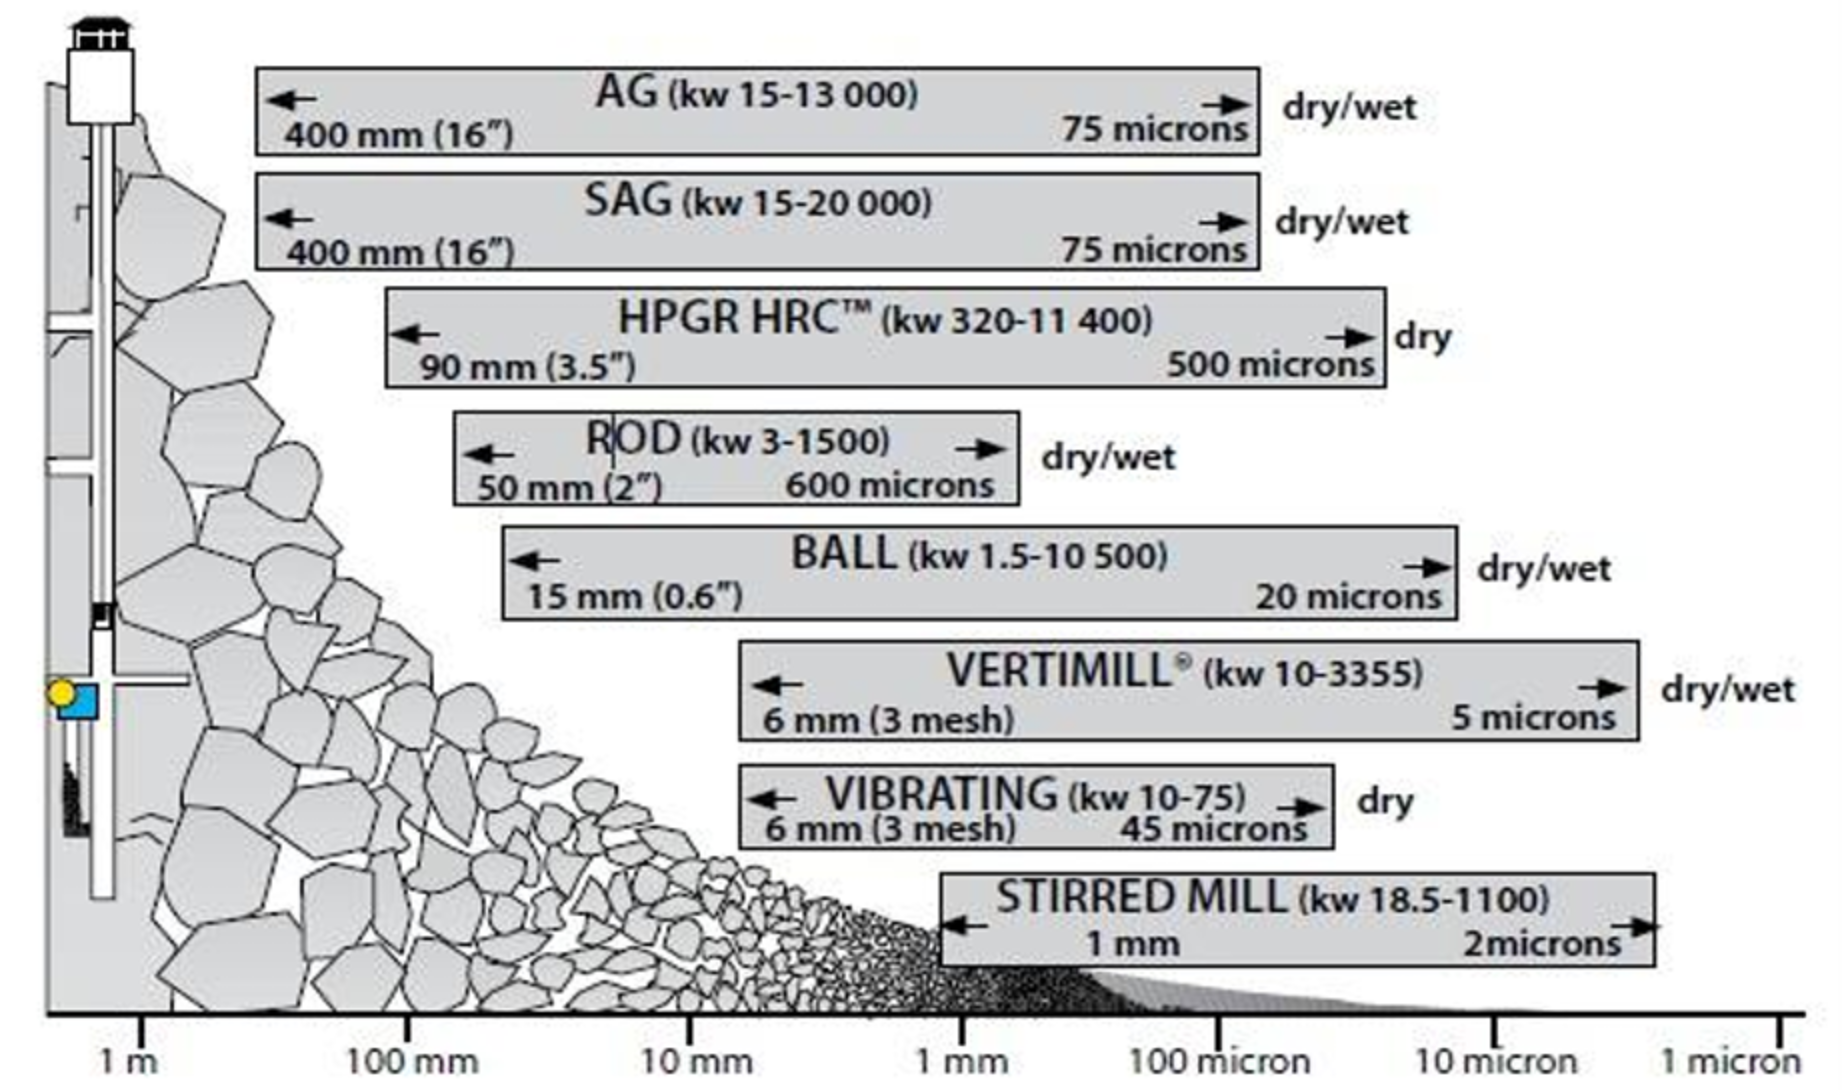 AG (kw 15-13 000)
400 mm (16″)
75 microns
dry/wet
SAG (kw 15-20 000)
400 mm (16″)
75 microns
dry/wet
HPGR HRC™ (kw 320-11 400)
90 mm (3.5″)
500 microns
dry
ROD (kw 3-1500)
50 mm (2″)
600 microns
dry/wet
BALL (kw 1.5-10 500)
15 mm (0.6″)
20 microns
dry/wet
VERTIMILL® (kw 10-3355)
6 mm (3 mesh)
5 microns
dry/wet
VIBRATING (kw 10-75)
6 mm (3 mesh)
45 microns
dry
STIRRED MILL (kw 18.5-1100)
1 mm
2microns
1 m
100 mm
10 mm
1 mm
100 micron
10 micron
1 micron